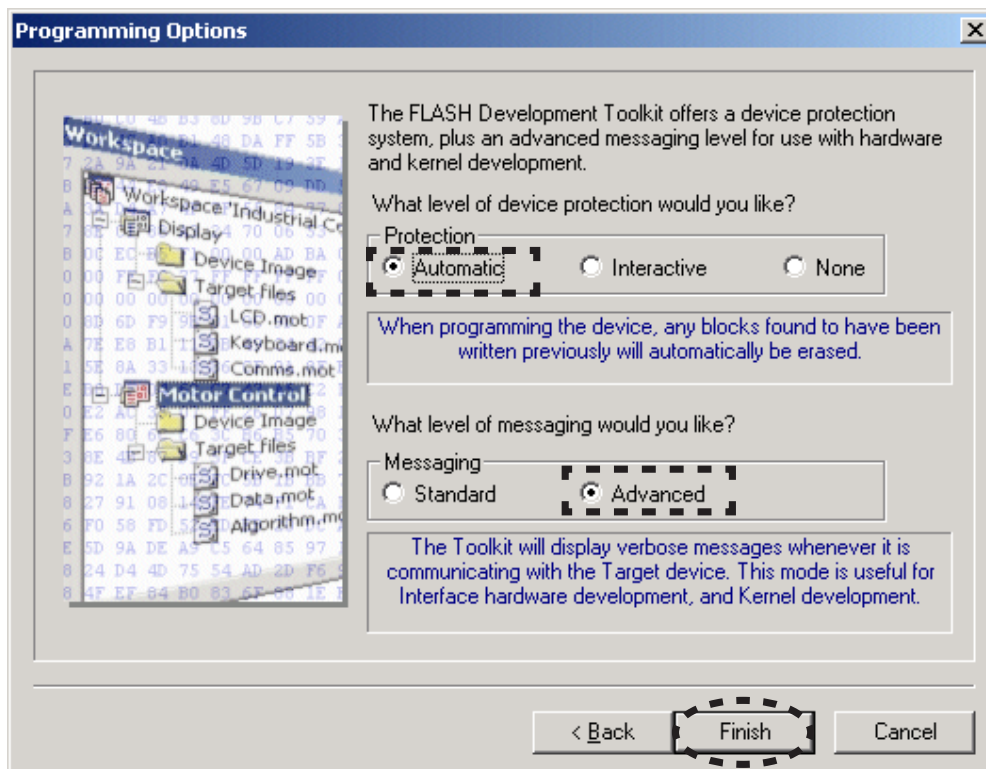 Programming Options
The FLASH Development Toolkit offers a device protection
system, plus an advanced messaging level for use with hardware
and kernel development.
What level of device protection would you like?
Protection
Automatic Interactive None
When programming the device, any blocks found to have been
written previously will automatically be erased.
What level of messaging would you like?
Messaging
Standard Advanced
The Toolkit will display verbose messages whenever it is
communicating with the Target device. This mode is useful for
Interface hardware development, and Kernel development.
Workspace
Workspace 'Industrial
Display
Device Image
Target files
LCD.mot
Keyboard.m
Comms.mot
Motor Control
Device Image
Target files
Drive.mot
Data.mot
Algorithm.m
< Back Finish Cancel